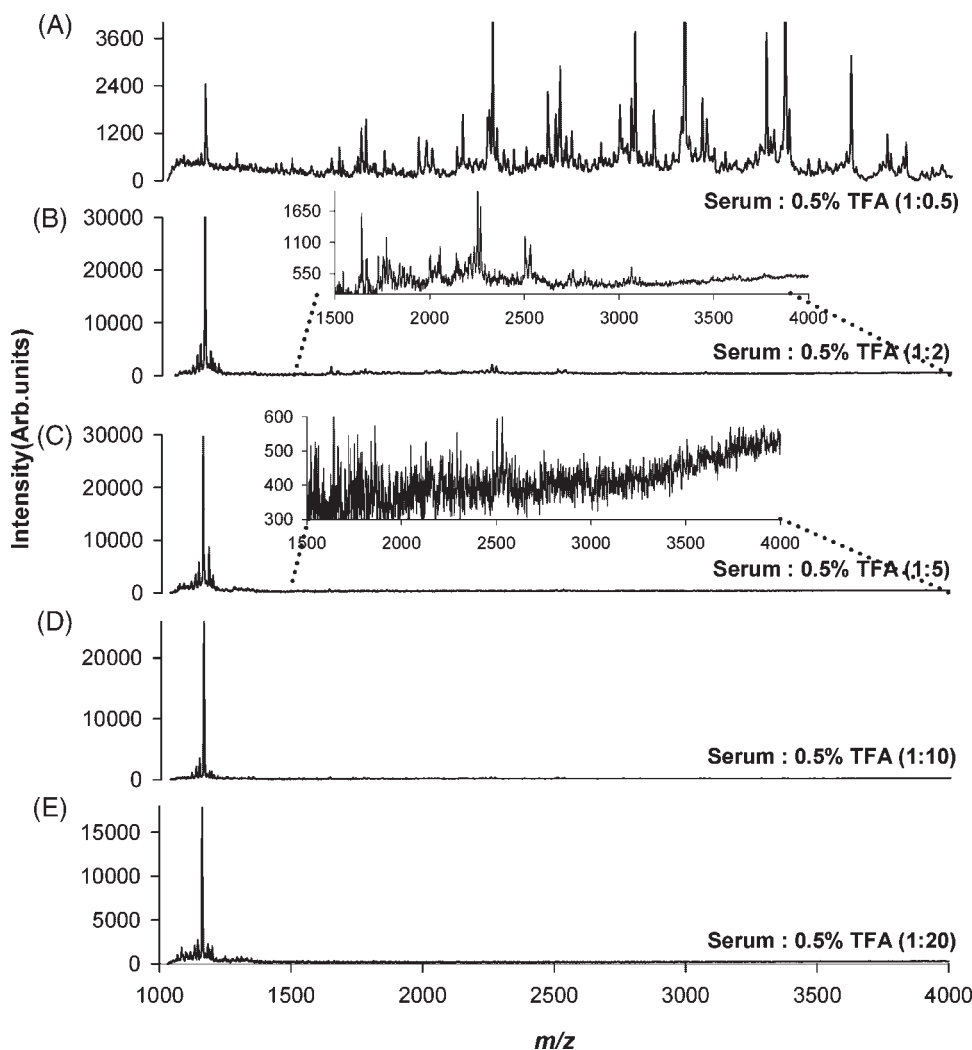 (A)
3600
2400
1200
0
Serum : 0.5% TFA (1:0.5)
(B)
30000
20000
10000
0
1650
1100
550
1500 2000 2500 3000 3500 4000
Serum : 0.5% TFA (1:2)
(C)
30000
20000
10000
0
600
500
400
300
1500 2000 2500 3000 3500 4000
Serum : 0.5% TFA (1:5)
Intensity(Arb.units)
(D)
20000
10000
0
Serum : 0.5% TFA (1:10)
(E)
15000
10000
5000
0
Serum : 0.5% TFA (1:20)
1000 1500 2000 2500 3000 3500 4000
m/z